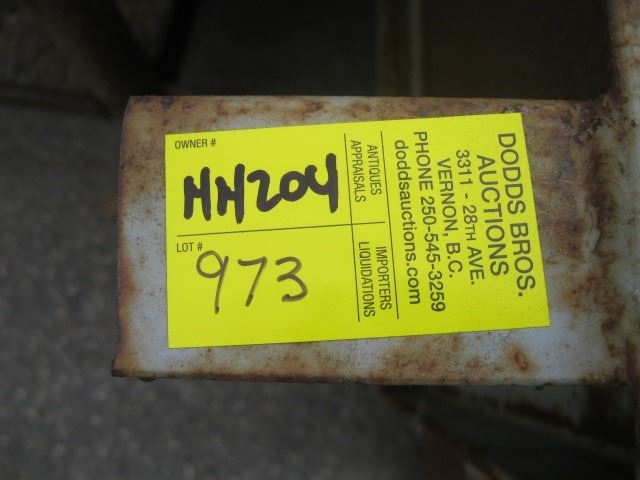 OWNER #
HH204
LOT #
973
ANTIQUES
APPRAISALS
IMPORTERS
LIQUIDATIONS
DODDS BROS.
AUCTIONS
3311 - 28TH AVE.
VERNON, B.C.
PHONE 250-545-3259
doddsauctions.com